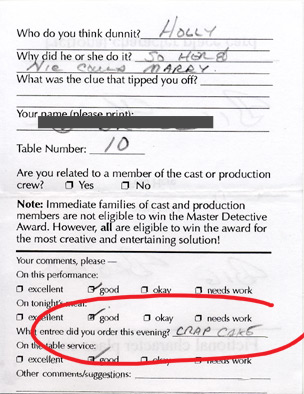 Who do you think dunnit? HOLLY
Why did he or she do it? SO HER &
NIC COULD MARRY.
What was the clue that tipped you off?
Your name (please print):
Table Number: 10
Are you related to a member of the cast or production
crew? Yes No
Note: Immediate families of cast and production
members are not eligible to win the Master Detective
Award. However, all are eligible to win the award for
the most creative and entertaining solution!
Your comments, please —
On this performance:
excellent good okay needs work
On tonight's meal:
excellent good okay needs work
What entree did you order this evening? CRAP CAKE
On the table service:
excellent good okay needs work
Other comments/suggestions: